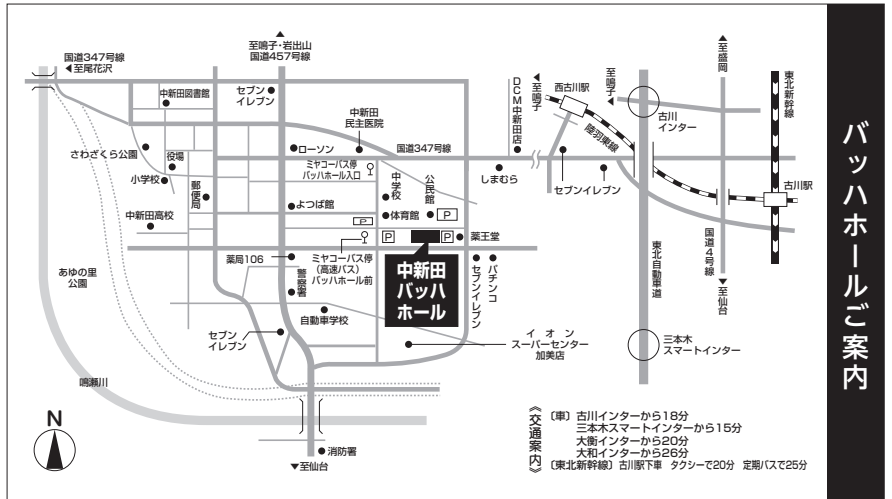 バッハホールご案内
国道347号線
◀至尾花沢
▲
至鳴子・岩出山
国道457号線
中新田図書館
セブン
イレブン
中新田
民主医院
さわざくら公園
役場
小学校
郵便局
中新田高校
ローソン
ミヤコーバス停
バッハホール入口
国道347号線
よつば館
中学校
体育館
公民館
P
P
P
P
薬王堂
薬局106
ミヤコーバス停
(高速バス)
バッハホール前
中新田
バッハ
ホール
警察署
自動車学校
セブンイレブン
パチンコ
あゆの里
公園
セブン
イレブン
イオン
スーパーセンター
加美店
鳴瀬川
N
消防署
▼至仙台
DCM中新田店
しまむら
セブンイレブン
◀至鳴子
西古川駅
至鳴子▲
陸羽東線
古川
インター
▲至盛岡
東北新幹線
古川駅
国道4号線
▼至仙台
東北自動車道
三本木
スマートインター
《交通案内》
〔車〕古川インターから18分
三本木スマートインターから15分
大衡インターから20分
大和インターから26分
〔東北新幹線〕古川駅下車 タクシーで20分 定期バスで25分